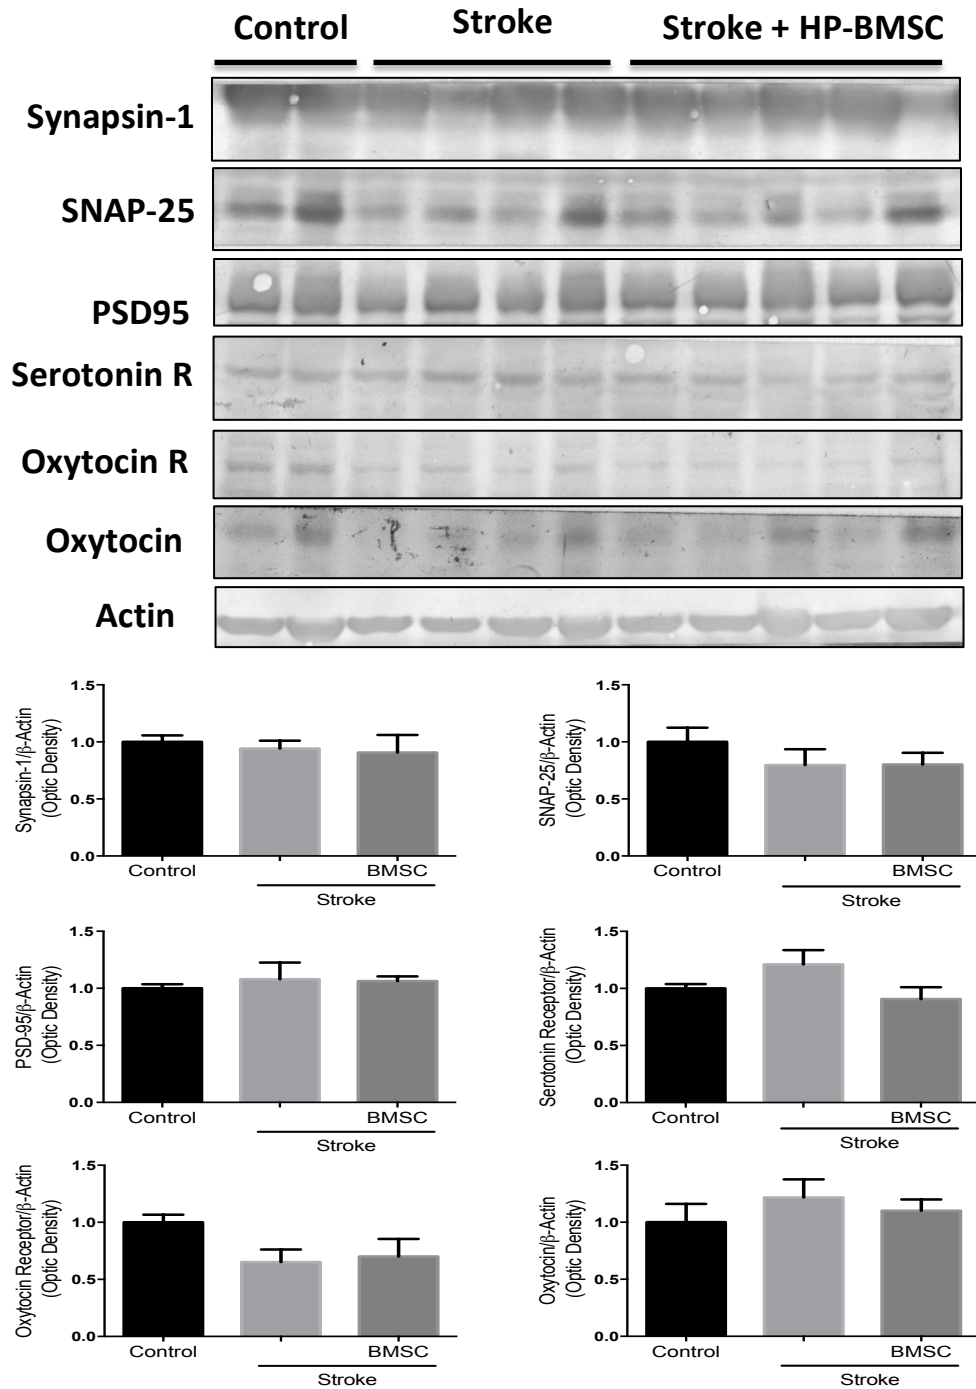 Control Stroke Stroke + HP-BMSC
Synapsin-1
SNAP-25
PSD95
Serotonin R
Oxytocin R
Oxytocin
Actin
Synapsin-1/β-Actin
(Optic Density)
1.5
1.0
0.5
0.0
Control BMSC
Stroke
SNAP-25/β-Actin
(Optic Density)
1.5
1.0
0.5
0.0
Control BMSC
Stroke
PSD-95/β-Actin
(Optic Density)
1.5
1.0
0.5
0.0
Control BMSC
Stroke
Serotonin Receptor/β-Actin
(Optic Density)
1.5
1.0
0.5
0.0
Control BMSC
Stroke
Oxytocin Receptor/β-Actin
(Optic Density)
1.5
1.0
0.5
0.0
Control BMSC
Stroke
Oxytocin/β-Actin
(Optic Density)
1.5
1.0
0.5
0.0
Control BMSC
Stroke